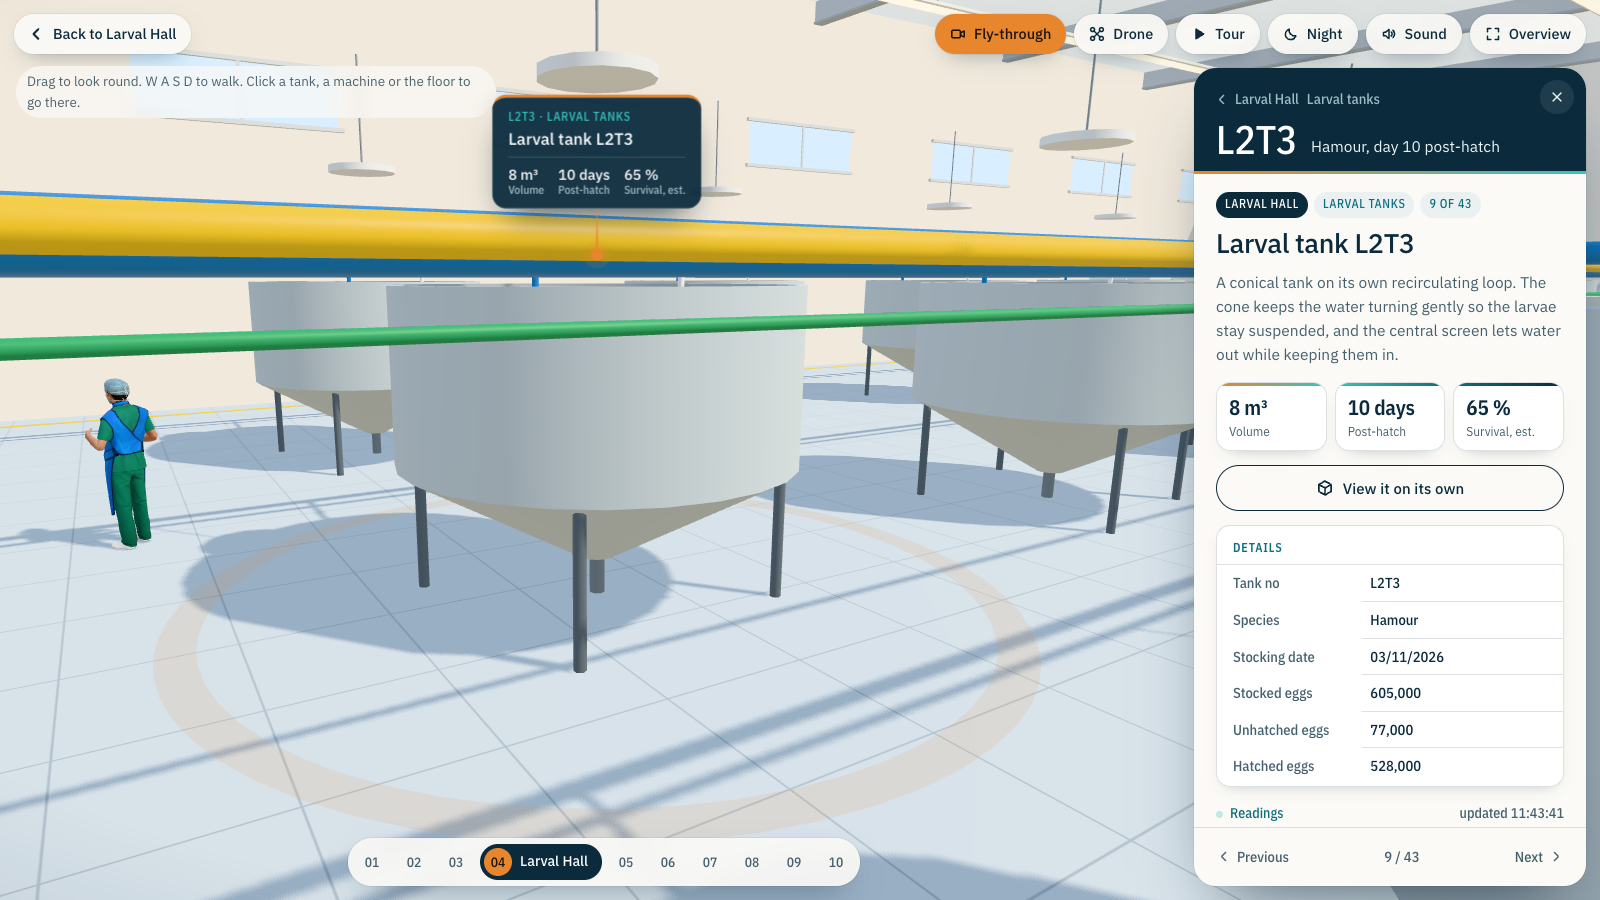 Back to Larval Hall
Fly-through
Drone
Tour
Night
Sound
Overview
Drag to look round. W A S D to walk. Click a tank, a machine or the floor to
go there.
L2T3 · LARVAL TANKS
Larval tank L2T3
8 m³ 10 days 65 %
Volume Post-hatch Survival, est.
Larval Hall Larval tanks
L2T3 Hamour, day 10 post-hatch
LARVAL HALL LARVAL TANKS 9 OF 43
Larval tank L2T3
A conical tank on its own recirculating loop. The
cone keeps the water turning gently so the larvae
stay suspended, and the central screen lets water
out while keeping them in.
8 m³ 10 days 65 %
Volume Post-hatch Survival, est.
View it on its own
DETAILS
Tank no L2T3
Species Hamour
Stocking date 03/11/2026
Stocked eggs 605,000
Unhatched eggs 77,000
Hatched eggs 528,000
Readings updated 11:43:41
Previous 9 / 43 Next
01 02 03 04 Larval Hall 05 06 07 08 09 10